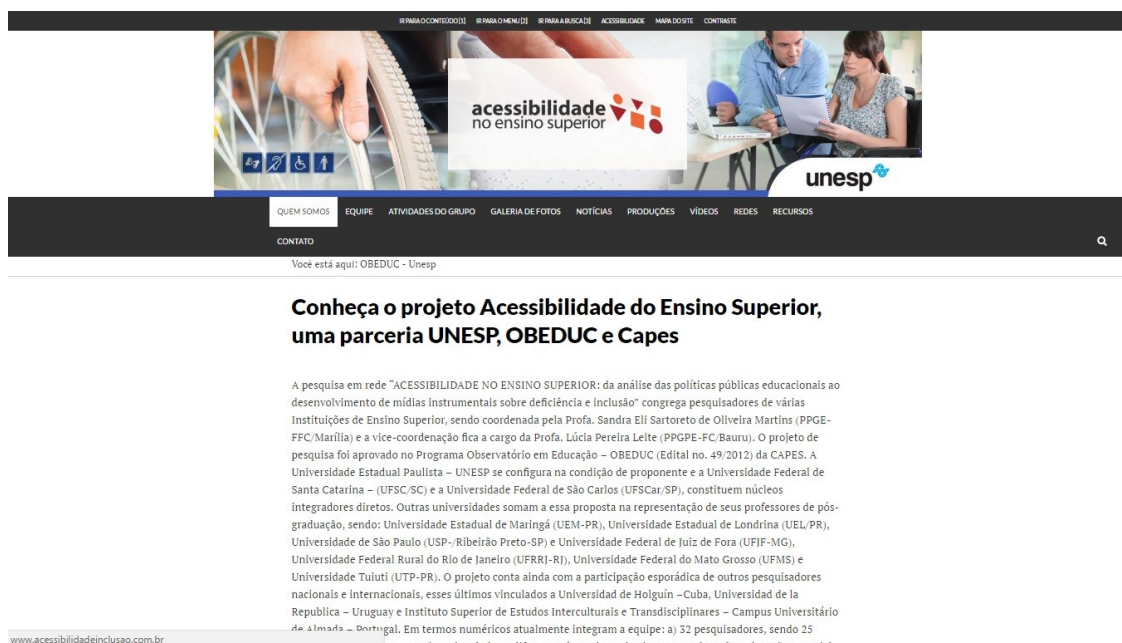 IR PARA O CONTEÚDO [1] IR PARA O MENU [2] IR PARA A BUSCA [3] ACESSIBILIDADE MAPA DO SITE CONTRASTE
acessibilidade
no ensino superior
unesp
QUEM SOMOS EQUIPE ATIVIDADES DO GRUPO GALERIA DE FOTOS NOTÍCIAS PRODUÇÕES VÍDEOS REDES RECURSOS
CONTATO
Você está aqui: OBEDUC - Unesp
Conheça o projeto Acessibilidade do Ensino Superior,
uma parceria UNESP, OBEDUC e Capes
A pesquisa em rede “ACESSIBILIDADE NO ENSINO SUPERIOR: da análise das políticas públicas educacionais ao
desenvolvimento de mídias instrumentais sobre deficiência e inclusão” congrega pesquisadores de várias
Instituições de Ensino Superior, sendo coordenada pela Profa. Sandra Eli Sartoreto de Oliveira Martins (PPGE-
FFC/Marília) e a vice-coordenação fica a cargo da Profa. Lúcia Pereira Leite (PPGPE-FC/Bauru). O projeto de
pesquisa foi aprovado no Programa Observatório em Educação – OBEDUC (Edital no. 49/2012) da CAPES. A
Universidade Estadual Paulista – UNESP se configura na condição de proponente e a Universidade Federal de
Santa Catarina – (UFSC/SC) e a Universidade Federal de São Carlos (UFSCar/SP), constituem núcleos
integradores diretos. Outras universidades somam a essa proposta na representação de seus professores de pós-
graduação, sendo: Universidade Estadual de Maringá (UEM-PR), Universidade Estadual de Londrina (UEL/PR),
Universidade de São Paulo (USP-/Ribeirão Preto-SP) e Universidade Federal de Juiz de Fora (UFJF-MG),
Universidade Federal Rural do Rio de Janeiro (UFRRJ-RJ), Universidade Federal do Mato Grosso (UFMS) e
Universidade Tuiuti (UTP-PR). O projeto conta ainda com a participação esporádica de outros pesquisadores
nacionais e internacionais, esses últimos vinculados a Universidad de Holguín –Cuba, Universidad de la
Republica – Uruguay e Instituto Superior de Estudos Interculturais e Transdisciplinares – Campus Universitário
de Almada – Portugal. Em termos numéricos atualmente integram a equipe: a) 32 pesquisadores, sendo 25
www.acessibilidadeinclusao.com.br